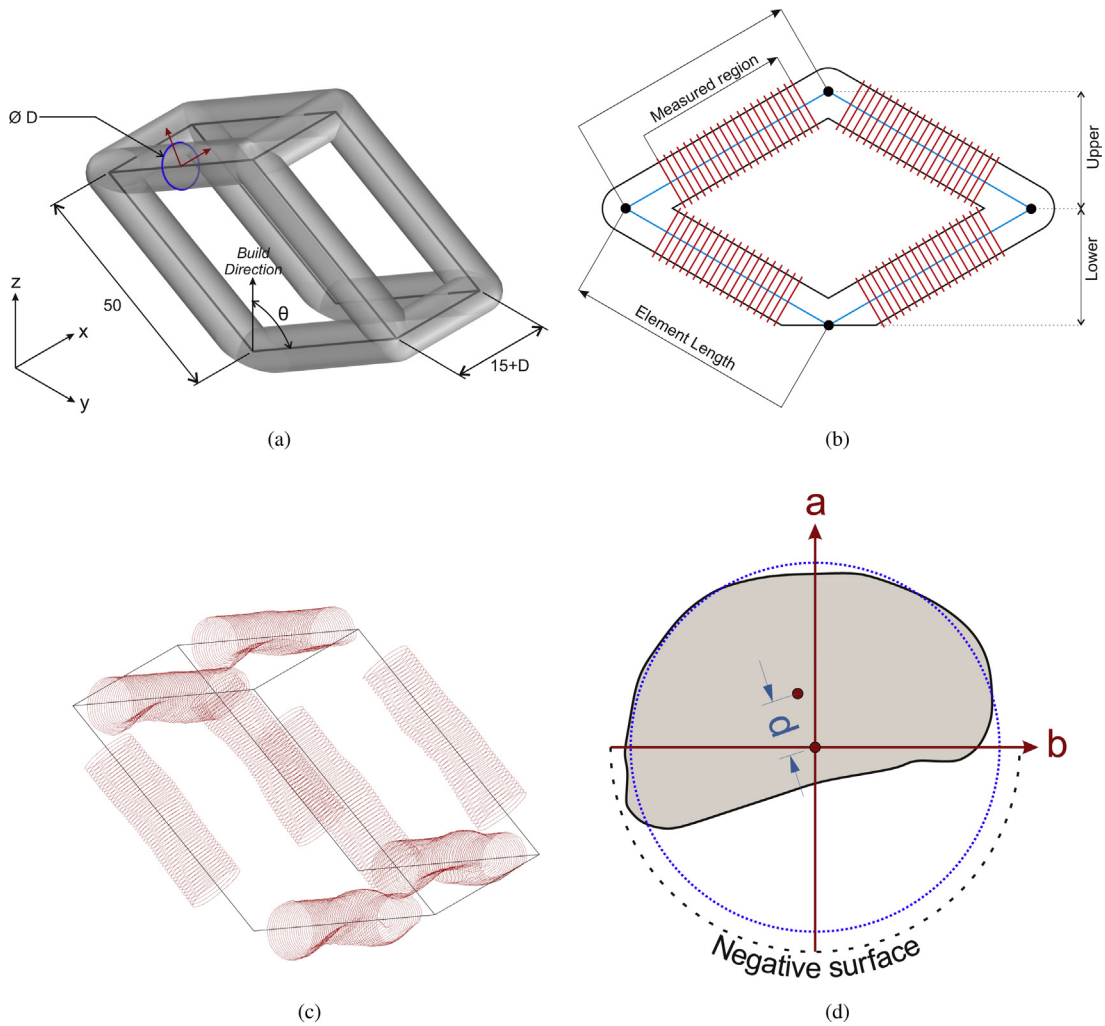 Ø D
Build
Direction
θ
50
15+D
z
x
y
(a)
Measured region
Element Length
Upper
Lower
(b)
(c)
a
b
d
Negative surface
(d)